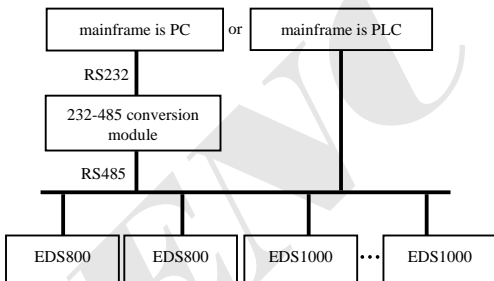 mainframe is PC
or
mainframe is PLC
RS232
232-485 conversion
module
RS485
EDS800
EDS800
EDS1000
...
EDS1000